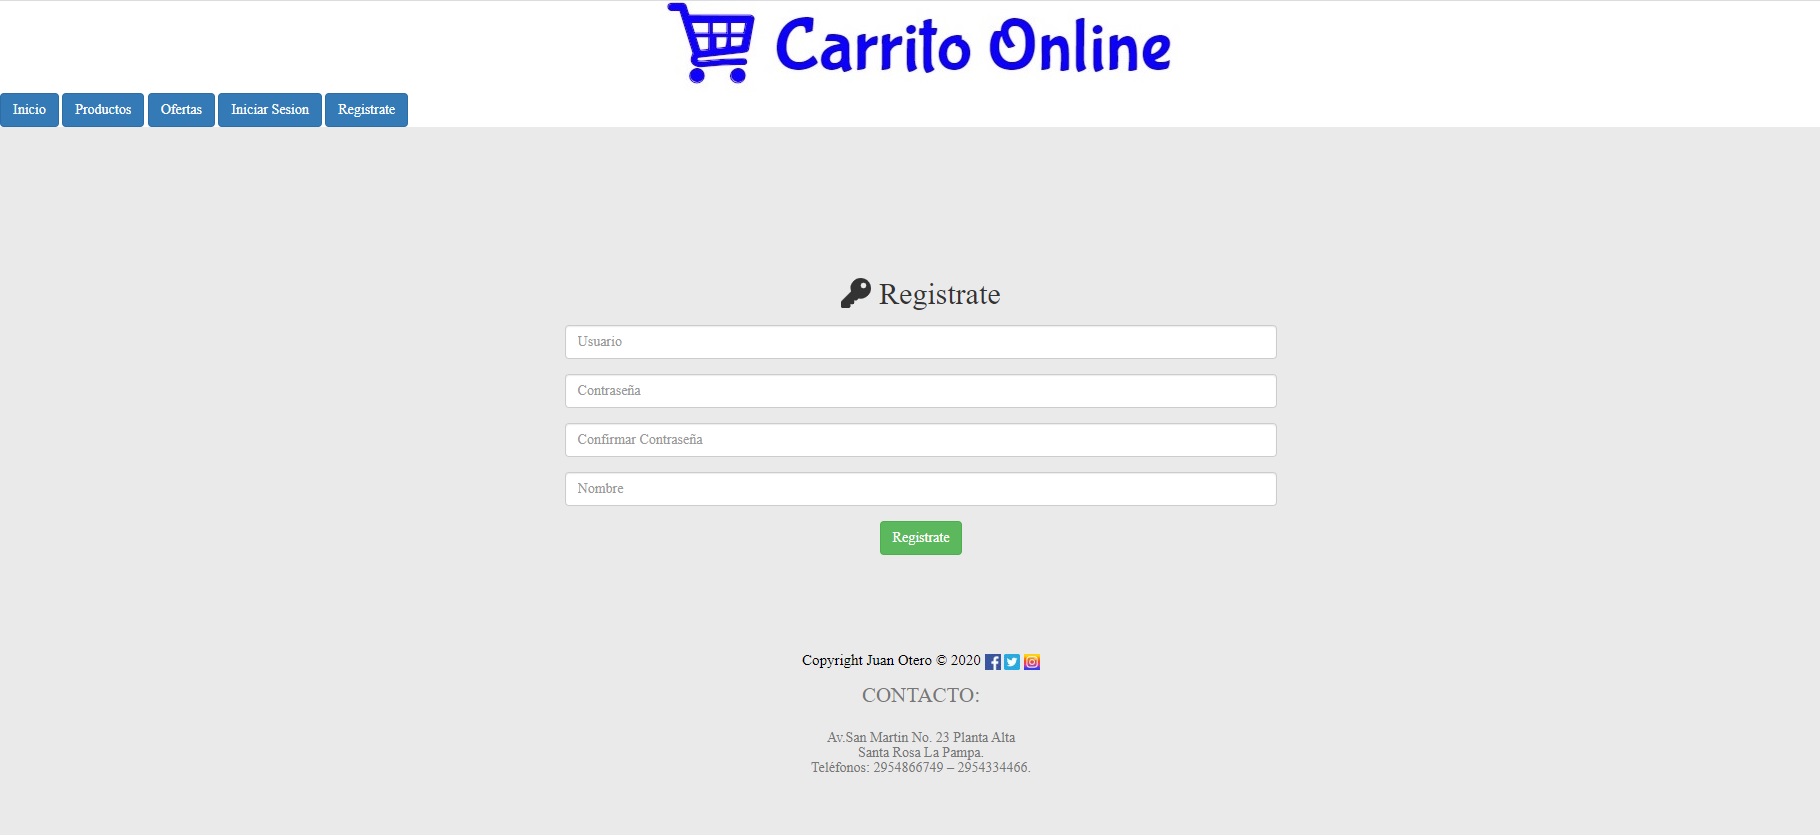 Carrito Online
Inicio Productos Ofertas Iniciar Sesion Registrate
Registrate
Usuario
Contraseña
Confirmar Contraseña
Nombre
Registrate
Copyright Juan Otero © 2020
CONTACTO:
Av.San Martin No. 23 Planta Alta
Santa Rosa La Pampa.
Teléfonos: 2954866749 – 2954334466.